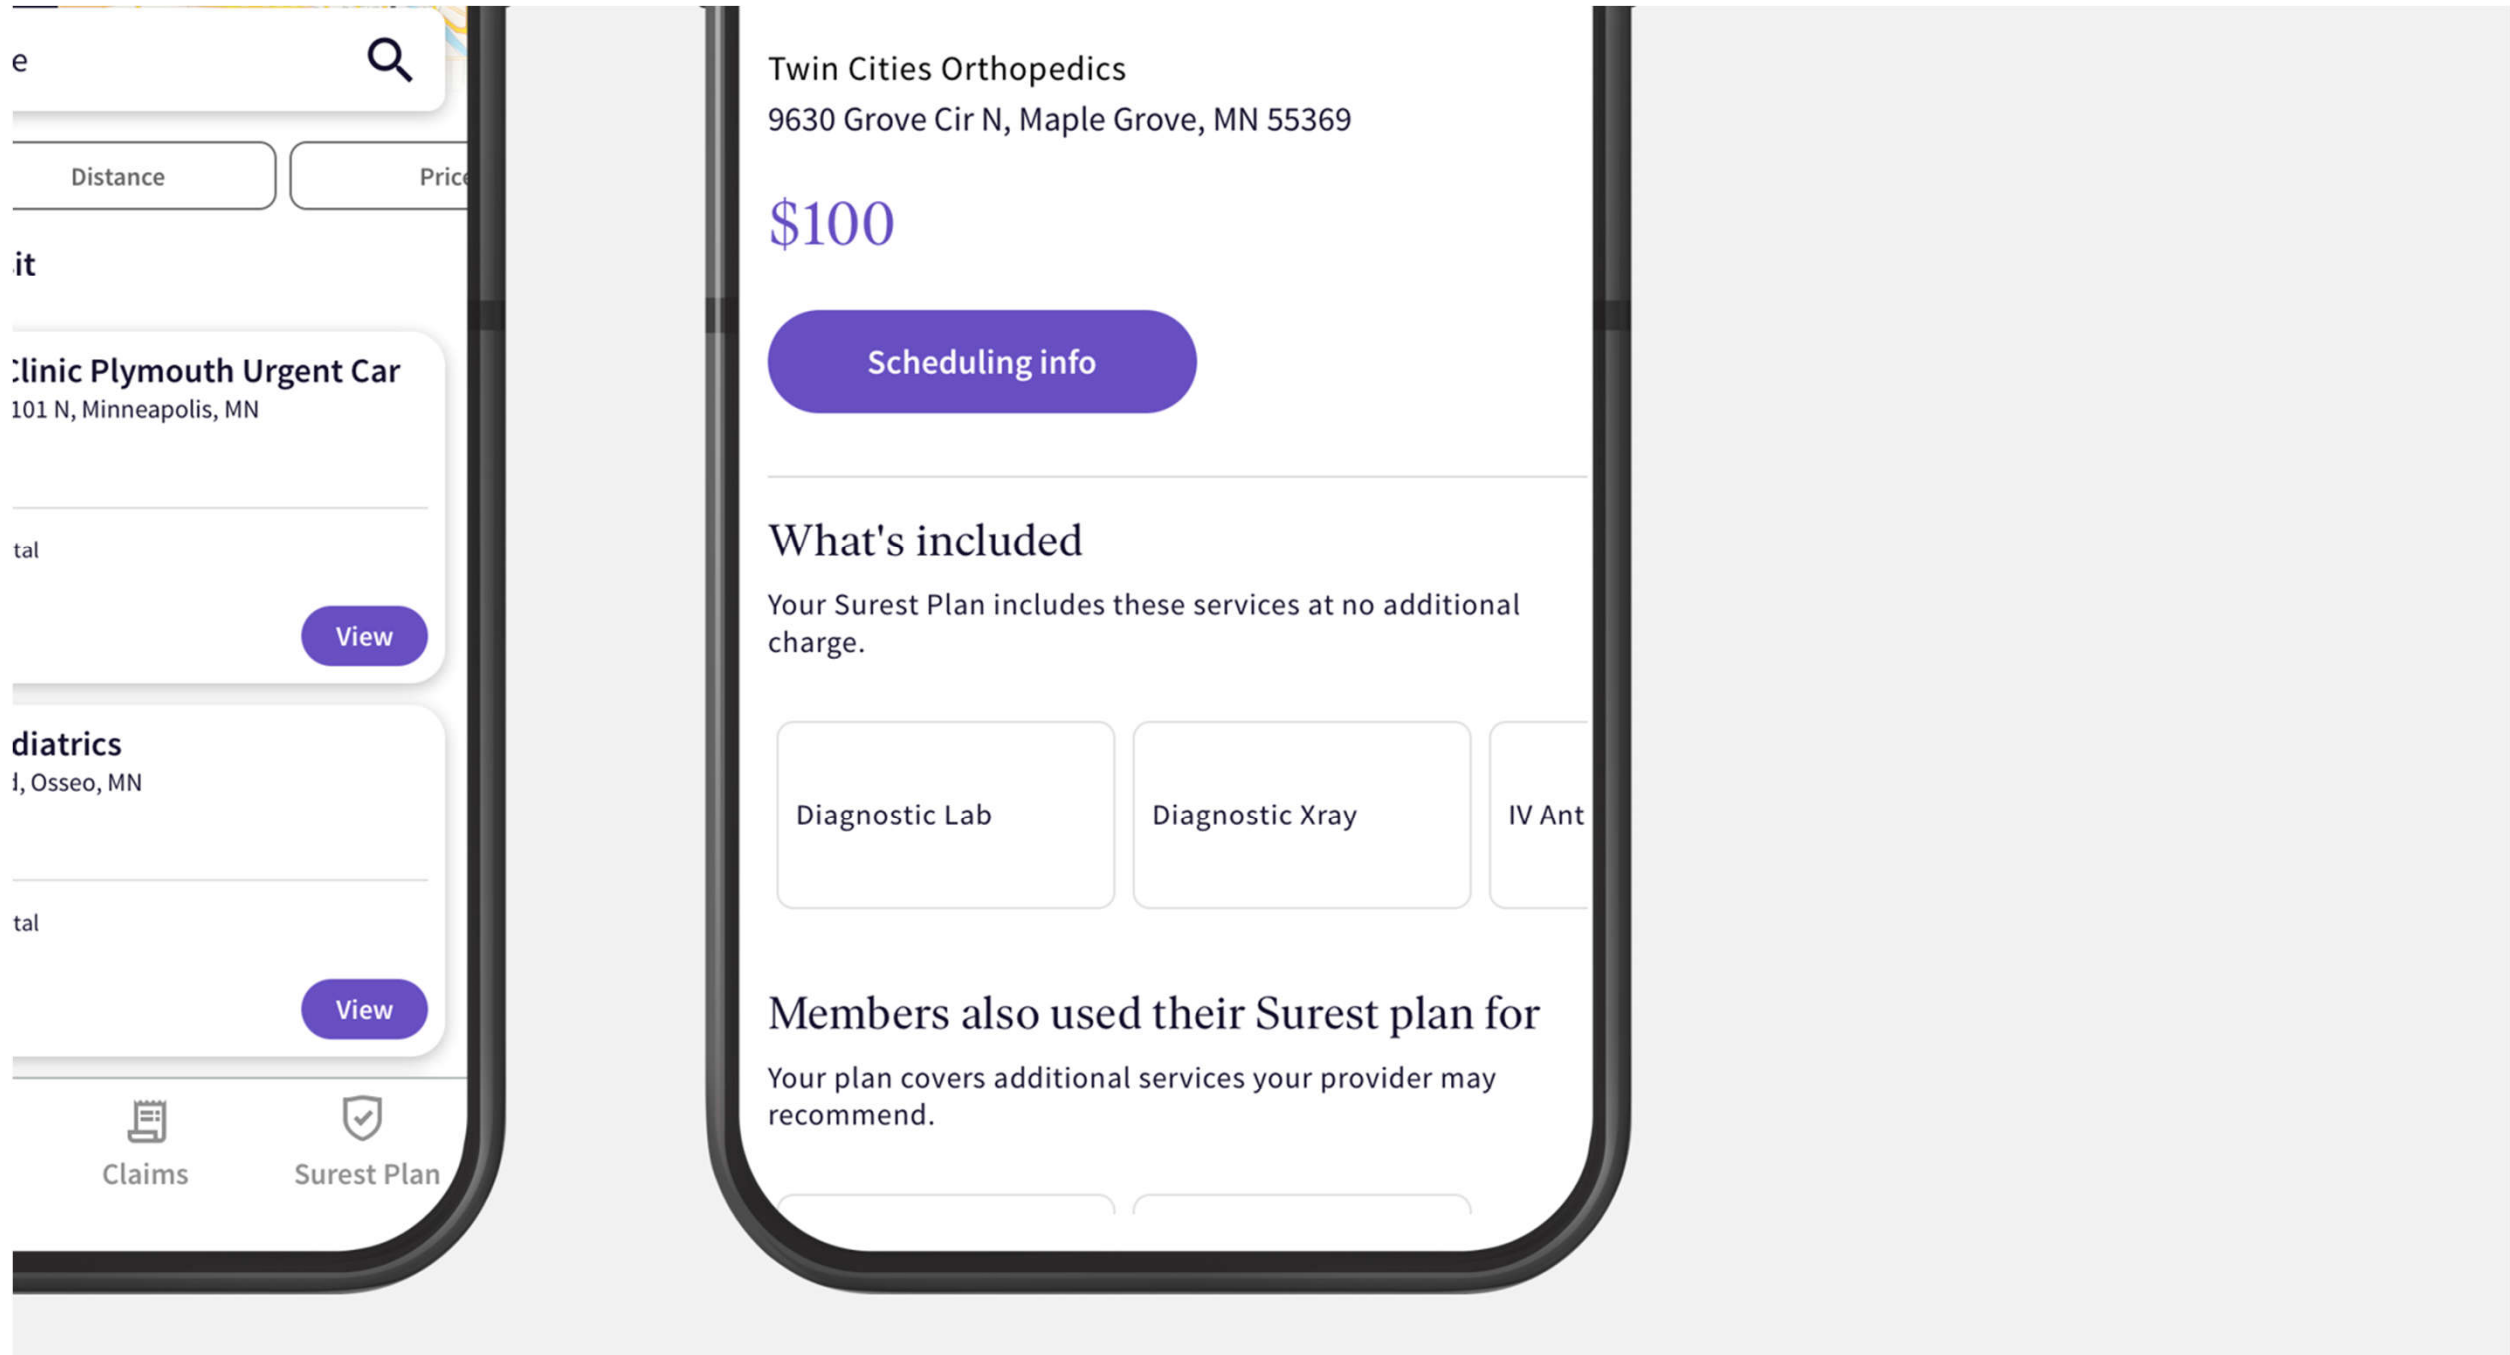 e
Distance
Price
it
Clinic Plymouth Urgent Car
101 N, Minneapolis, MN
tal
View
diatrics
d, Osseo, MN
tal
View
Claims
Surest Plan
Twin Cities Orthopedics
9630 Grove Cir N, Maple Grove, MN 55369
$100
Scheduling info
What's included
Your Surest Plan includes these services at no additional
charge.
Diagnostic Lab
Diagnostic Xray
IV Ant
Members also used their Surest plan for
Your plan covers additional services your provider may
recommend.